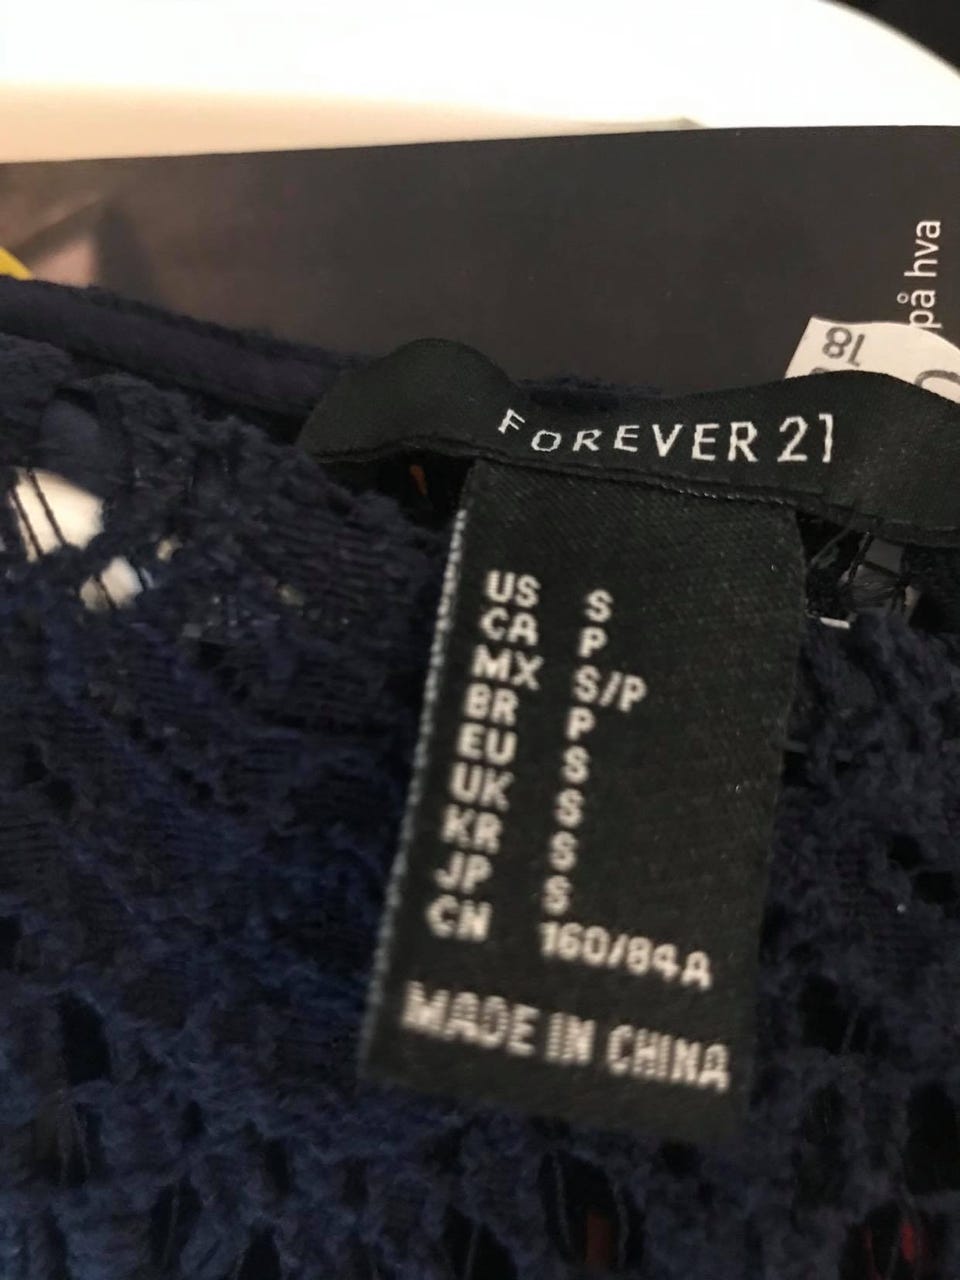 på hva
18
FOREVER 21
US S
CA P
MX S/P
BR P
EU S
UK S
KR S
JP S
CN 160/84A
MADE IN CHINA